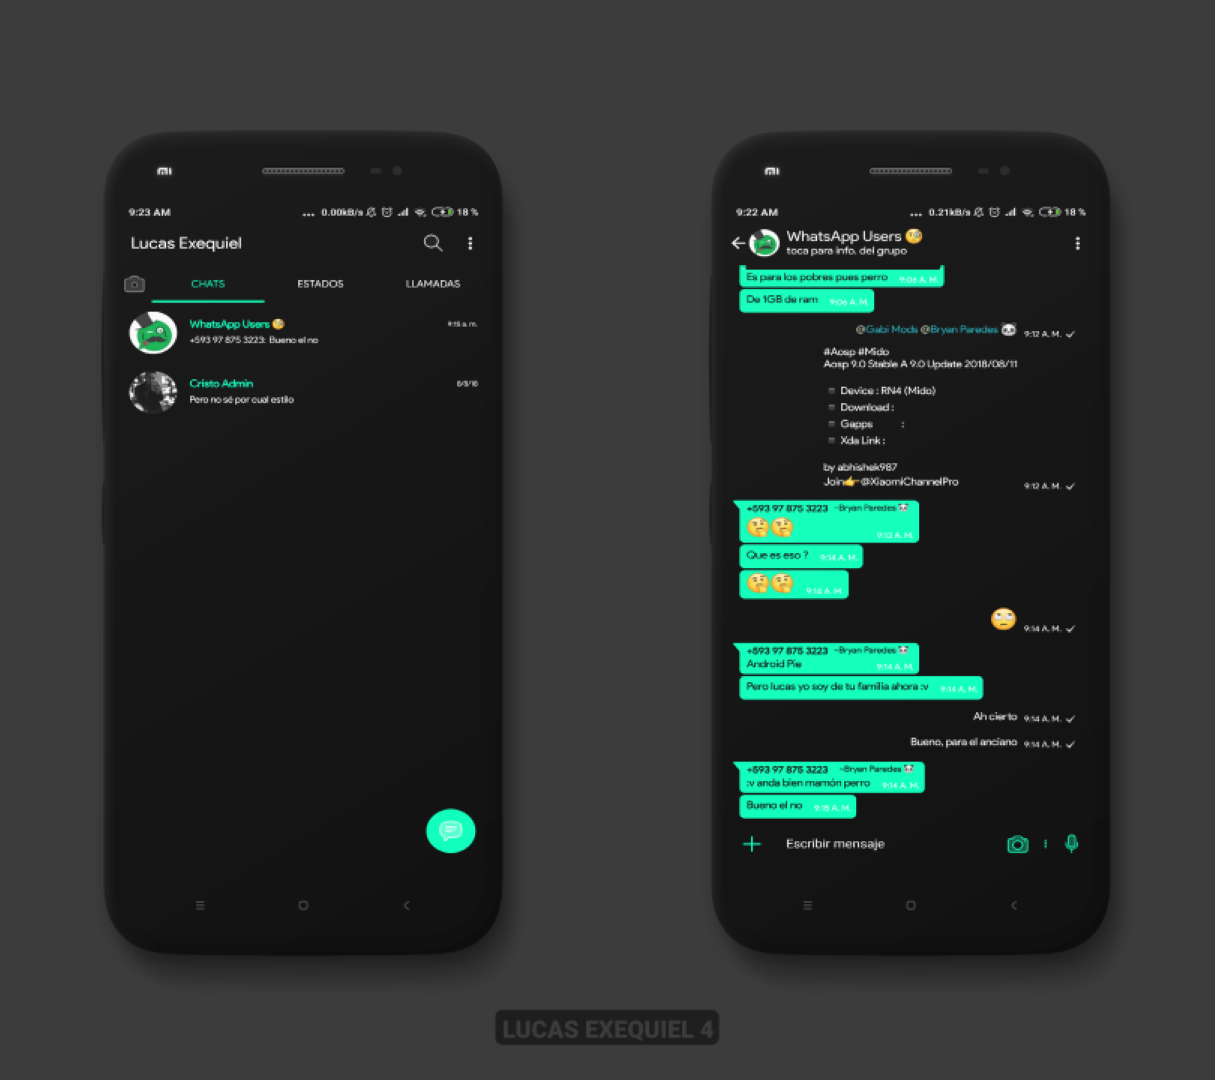 9:23 AM
... 0.00kB/s 18 %
Lucas Exequiel
CHATS ESTADOS LLAMADAS
WhatsApp Users 🧐
9:15 a. m.
+593 97 875 3223: Bueno el no
Cristo Admin
Pero no sé por cual estilo
9:22 AM
... 0.21kB/s 18 %
WhatsApp Users 🧐
toca para info. del grupo
Es para los pobres pues perro 9:06 A. M.
De 1GB de ram 9:06 A. M.
@Gabi Mods @Bryan Paredes 🐼 9:12 A. M.
#Aosp #Mido
Aosp 9.0 Stable A 9.0 Update 2018/08/11
Device : RN4 (Mido)
Download :
Gapps :
Xda Link :
by abhishek987
Join👉@XiaomiChannelPro
9:12 A. M.
+593 97 875 3223 ~Bryan Paredes 🐼
🤔🤔 9:13 A. M.
Que es eso ? 9:14 A. M.
🤔🤔 9:14 A. M.
🙄 9:14 A. M.
+593 97 875 3223 ~Bryan Paredes 🐼
Android Pie 9:14 A. M.
Pero lucas yo soy de tu familia ahora :v 9:14 A. M.
Ah cierto 9:14 A. M.
Bueno, para el anciano 9:14 A. M.
+593 97 875 3223 ~Bryan Paredes 🐼
:v anda bien mamón perro 9:14 A. M.
Bueno el no 9:15 A. M.
Escribir mensaje
LUCAS EXEQUIEL 4